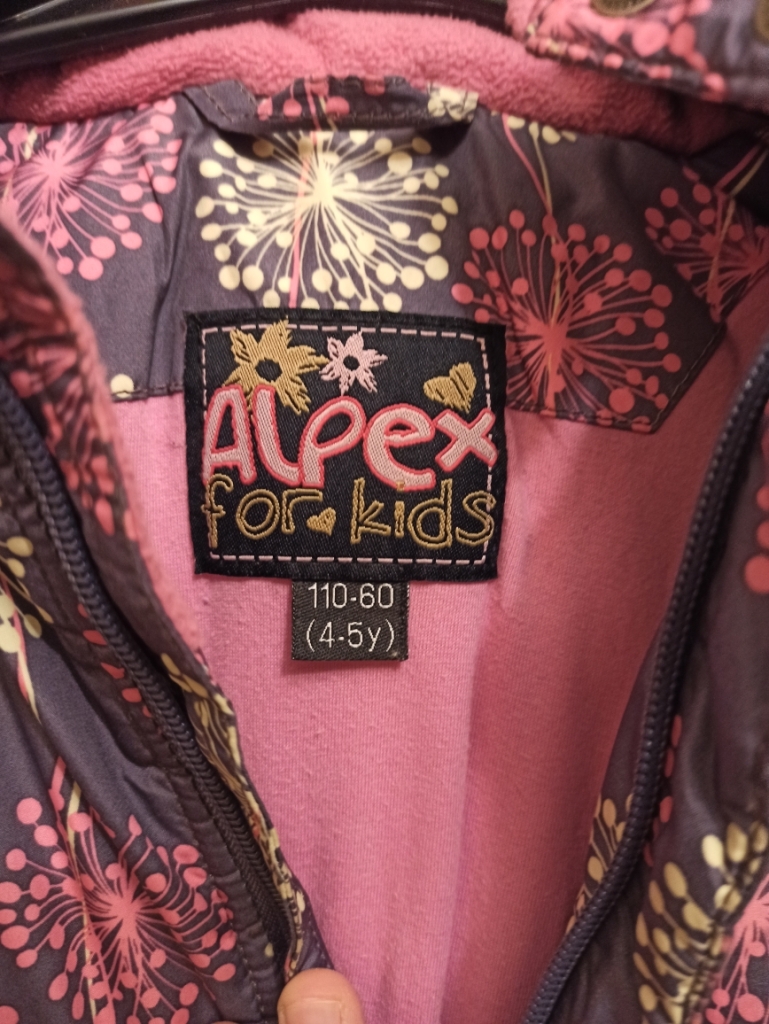 Alpex
for kids
110-60
(4-5y)